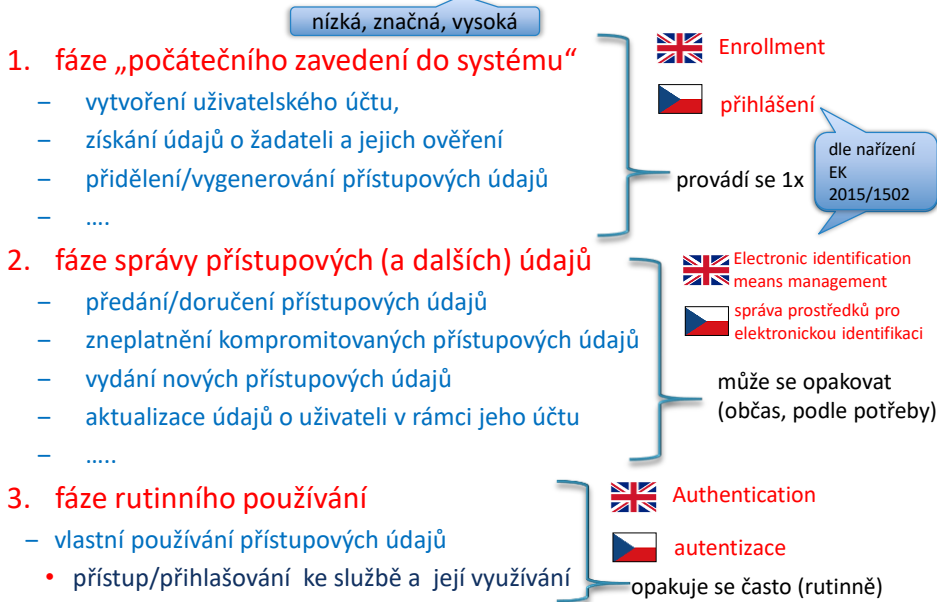 nízká, značná, vysoká
1. fáze „počátečního zavedení do systému“
– vytvoření uživatelského účtu,
– získání údajů o žadateli a jejich ověření
– přidělení/vygenerování přístupových údajů
– ….
Enrollment
přihlášení
provádí se 1x
dle nařízení
EK
2015/1502
2. fáze správy přístupových (a dalších) údajů
– předání/doručení přístupových údajů
– zneplatnění kompromitovaných přístupových údajů
– vydání nových přístupových údajů
– aktualizace údajů o uživateli v rámci jeho účtu
– …..
Electronic identification
means management
správa prostředků pro
elektronickou identifikaci
může se opakovat
(občas, podle potřeby)
3. fáze rutinního používání
– vlastní používání přístupových údajů
• přístup/přihlašování ke službě a její využívání
Authentication
autentizace
opakuje se často (rutinně)